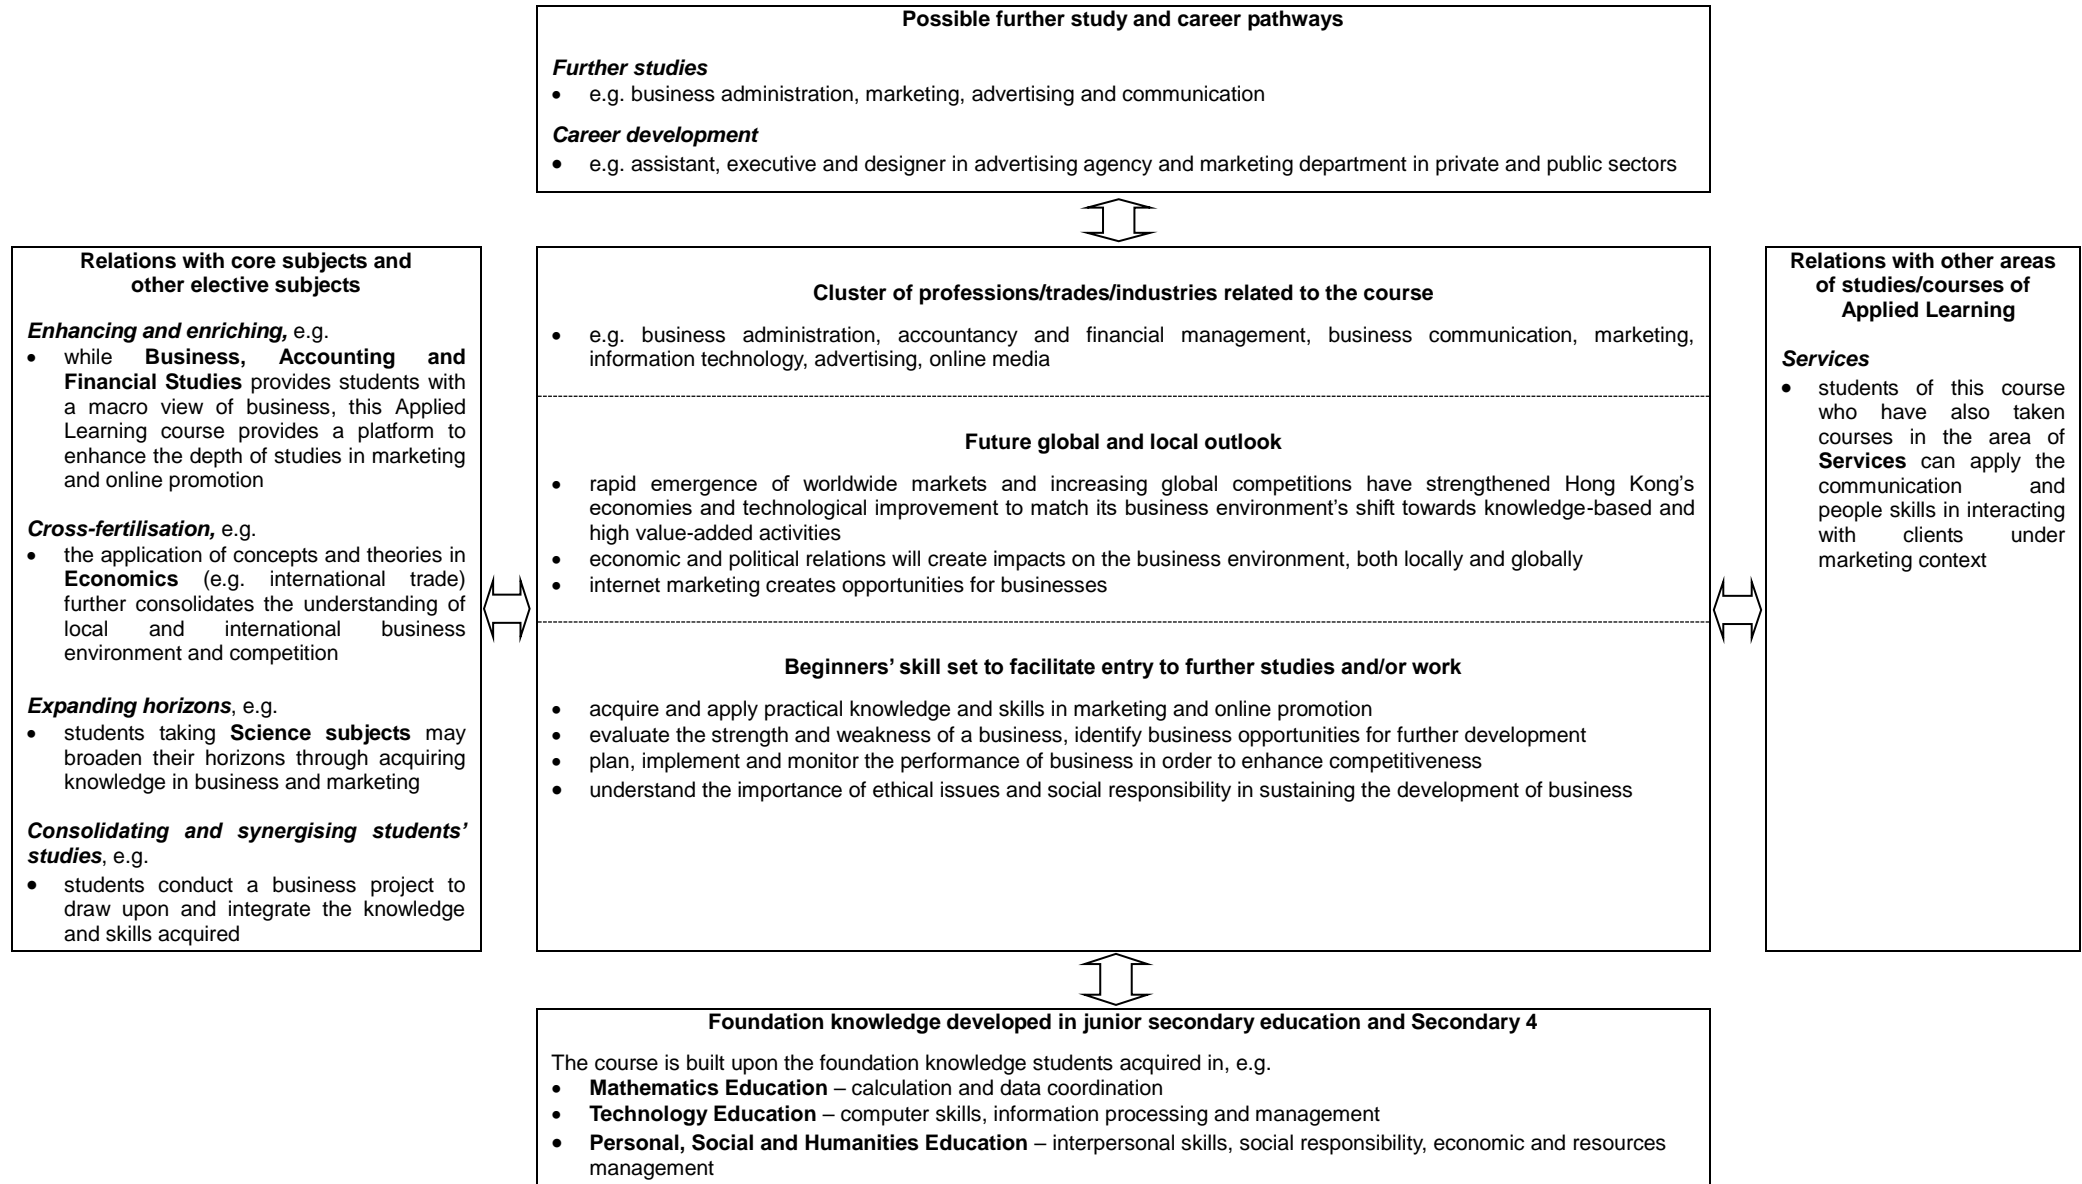 Possible further study and career pathways
Further studies
• e.g. business administration, marketing, advertising and communication
Career development
• e.g. assistant, executive and designer in advertising agency and marketing department in private and public sectors
Relations with core subjects and
other elective subjects
Enhancing and enriching, e.g.
• while Business, Accounting and
Financial Studies provides students with
a macro view of business, this Applied
Learning course provides a platform to
enhance the depth of studies in marketing
and online promotion
Cross-fertilisation, e.g.
• the application of concepts and theories in
Economics (e.g. international trade)
further consolidates the understanding of
local and international business
environment and competition
Expanding horizons, e.g.
• students taking Science subjects may
broaden their horizons through acquiring
knowledge in business and marketing
Consolidating and synergising students’
studies, e.g.
• students conduct a business project to
draw upon and integrate the knowledge
and skills acquired
Cluster of professions/trades/industries related to the course
• e.g. business administration, accountancy and financial management, business communication, marketing,
information technology, advertising, online media
Future global and local outlook
• rapid emergence of worldwide markets and increasing global competitions have strengthened Hong Kong’s
economies and technological improvement to match its business environment’s shift towards knowledge-based and
high value-added activities
• economic and political relations will create impacts on the business environment, both locally and globally
• internet marketing creates opportunities for businesses
Beginners’ skill set to facilitate entry to further studies and/or work
• acquire and apply practical knowledge and skills in marketing and online promotion
• evaluate the strength and weakness of a business, identify business opportunities for further development
• plan, implement and monitor the performance of business in order to enhance competitiveness
• understand the importance of ethical issues and social responsibility in sustaining the development of business
Relations with other areas
of studies/courses of
Applied Learning
Services
• students of this course
who have also taken
courses in the area of
Services can apply the
communication and
people skills in interacting
with clients under
marketing context
Foundation knowledge developed in junior secondary education and Secondary 4
The course is built upon the foundation knowledge students acquired in, e.g.
• Mathematics Education – calculation and data coordination
• Technology Education – computer skills, information processing and management
• Personal, Social and Humanities Education – interpersonal skills, social responsibility, economic and resources
management